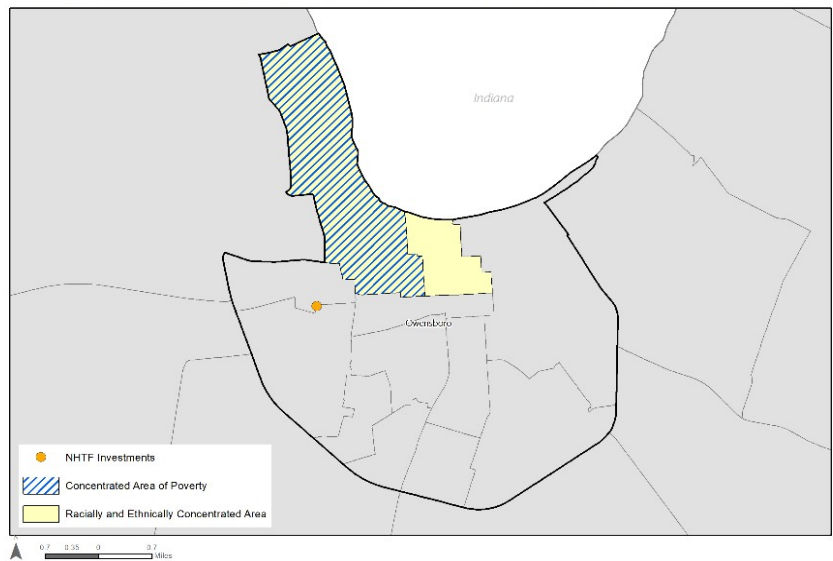 Indiana
Owensboro
NHTF Investments
Concentrated Area of Poverty
Racially and Ethnically Concentrated Area
0.7 0.35 0 0.7
Miles